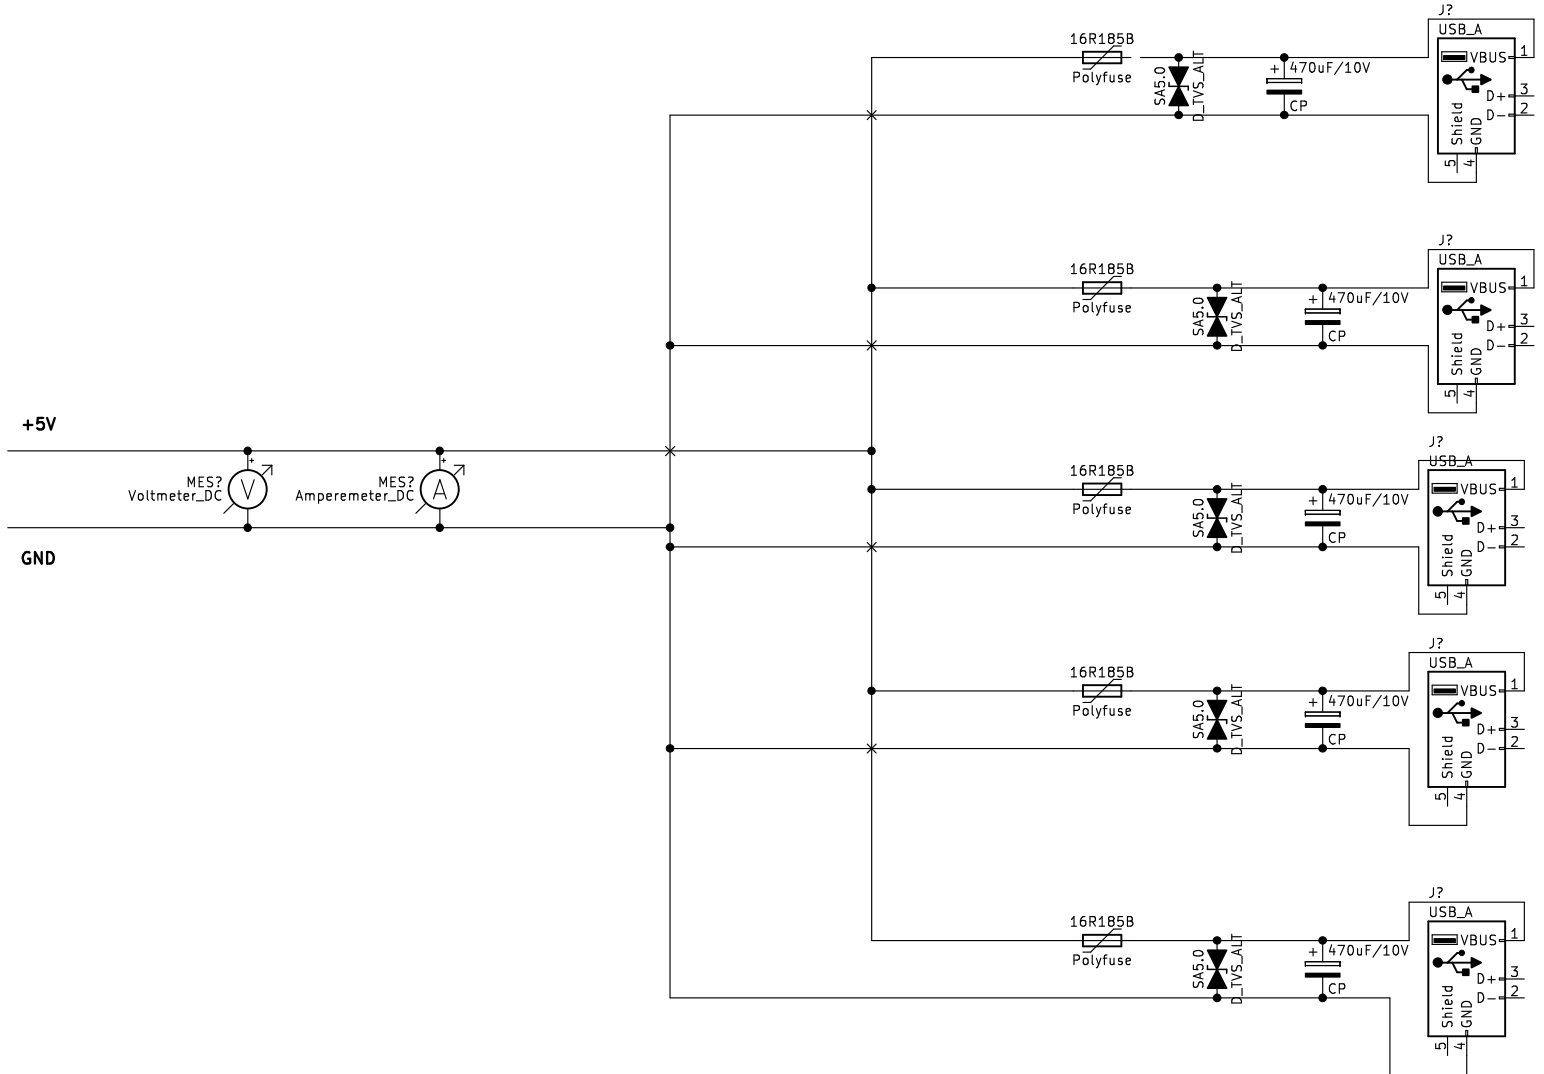 J?
USB_A
16R185B
Polyfuse
SA5.0
D_TVS_ALT
+ 470uF/10V
CP
VBUS 1
D+ 3
D- 2
Shield
GND
5
4
J?
USB_A
16R185B
Polyfuse
SA5.0
D_TVS_ALT
+ 470uF/10V
CP
VBUS 1
D+ 3
D- 2
Shield
GND
5
4
+5V
MES?
Voltmeter_DC
+
V
MES?
Amperemeter_DC
+
A
GND
J?
USB_A
16R185B
Polyfuse
SA5.0
D_TVS_ALT
+ 470uF/10V
CP
VBUS 1
D+ 3
D- 2
Shield
GND
5
4
J?
USB_A
16R185B
Polyfuse
SA5.0
D_TVS_ALT
+ 470uF/10V
CP
VBUS 1
D+ 3
D- 2
Shield
GND
5
4
J?
USB_A
16R185B
Polyfuse
SA5.0
D_TVS_ALT
+ 470uF/10V
CP
VBUS 1
D+ 3
D- 2
Shield
GND
5
4